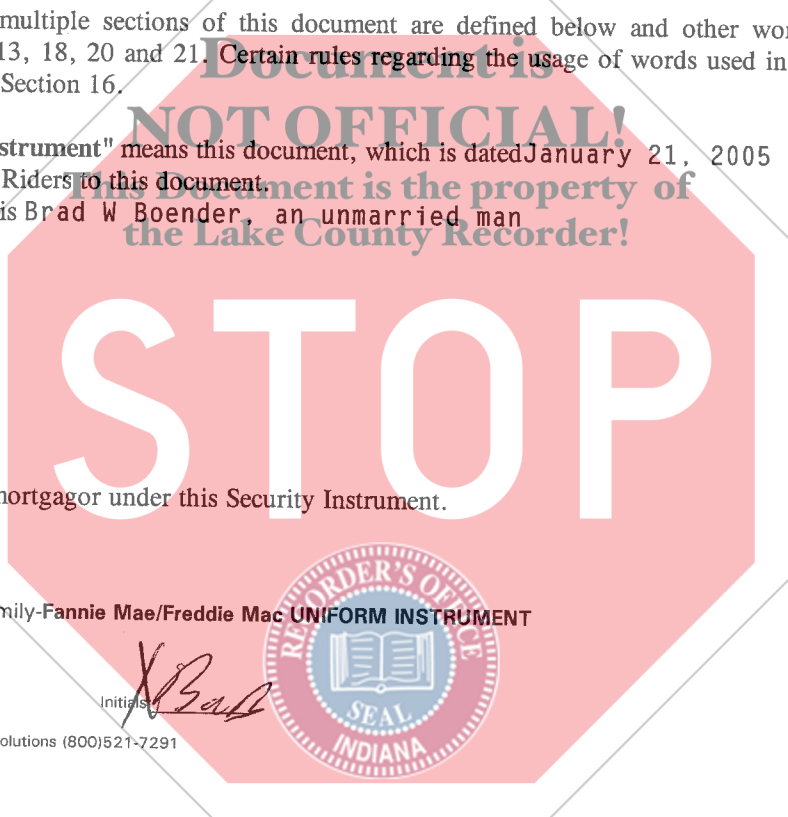 multiple sections of this document are defined below and other wor
13, 18, 20 and 21. Certain rules regarding the usage of words used in
Section 16.
Document is
NOT OFFICIAL!
strument" means this document, which is dated January 21, 2005
Riders to this document.
This Document is the property of
is Brad W Boender, an unmarried man
the Lake County Recorder!
STOP
mortgagor under this Security Instrument.
RECORDER'S OFFICE
mily-Fannie Mae/Freddie Mac UNIFORM INSTRUMENT
Initials:
SEAL
INDIANA
olutions (800)521-7291